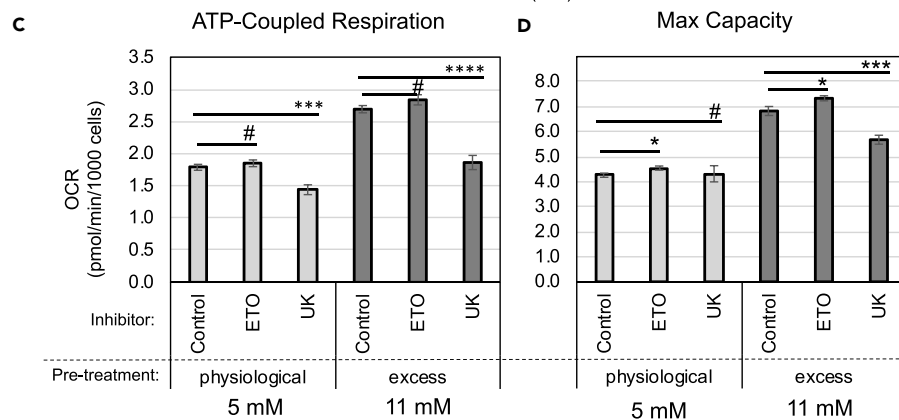 C ATP-Coupled Respiration
OCR
(pmol/min/1000 cells)
3.5
3.0
2.5
2.0
1.5
1.0
0.5
0.0
***
#
****
#
Inhibitor:
Control
ETO
UK
Control
ETO
UK
Pre-treatment:
physiological
excess
5 mM
11 mM
D Max Capacity
8.0
7.0
6.0
5.0
4.0
3.0
2.0
1.0
0.0
#
*
***
*
Control
ETO
UK
Control
ETO
UK
physiological
excess
5 mM
11 mM